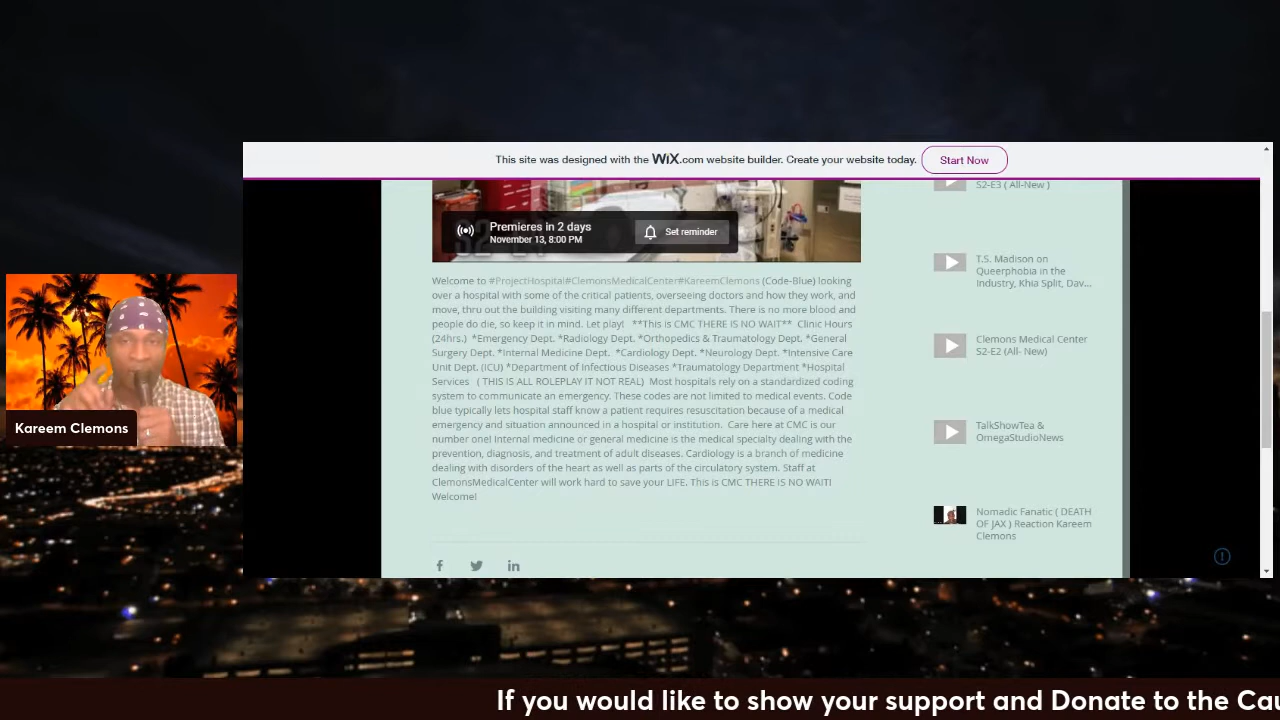 This site was designed with the WiX.com website builder. Create your website today. Start Now
Premieres in 2 days
November 13, 8:00 PM
Set reminder
Welcome to #ProjectHospital#ClemonsMedicalCenter#KareemClemons (Code-Blue) looking
over a hospital with some of the critical patients, overseeing doctors and how they work, and
move, thru out the building visiting many different departments. There is no more blood and
people do die, so keep it in mind. Let play!   **This is CMC THERE IS NO WAIT**  Clinic Hours
(24hrs.)  *Emergency Dept. *Radiology Dept. *Orthopedics & Traumatology Dept. *General
Surgery Dept. *Internal Medicine Dept.  *Cardiology Dept. *Neurology Dept. *Intensive Care
Unit Dept. (ICU) *Department of Infectious Diseases *Traumatology Department *Hospital
Services   ( THIS IS ALL ROLEPLAY IT NOT REAL)  Most hospitals rely on a standardized coding
system to communicate an emergency. These codes are not limited to medical events. Code
blue typically lets hospital staff know a patient requires resuscitation because of a medical
emergency and situation announced in a hospital or institution.  Care here at CMC is our
number one! Internal medicine or general medicine is the medical specialty dealing with the
prevention, diagnosis, and treatment of adult diseases. Cardiology is a branch of medicine
dealing with disorders of the heart as well as parts of the circulatory system. Staff at
ClemonsMedicalCenter will work hard to save your LIFE. This is CMC THERE IS NO WAIT!
Welcome!
S2-E3 ( All-New )
T.S. Madison on
Queerphobia in the
Industry, Khia Split, Dav...
Clemons Medical Center
S2-E2 (All- New)
TalkShowTea &
OmegaStudioNews
Nomadic Fanatic ( DEATH
OF JAX ) Reaction Kareem
Clemons
Kareem Clemons
If you would like to show your support and Donate to the Cau